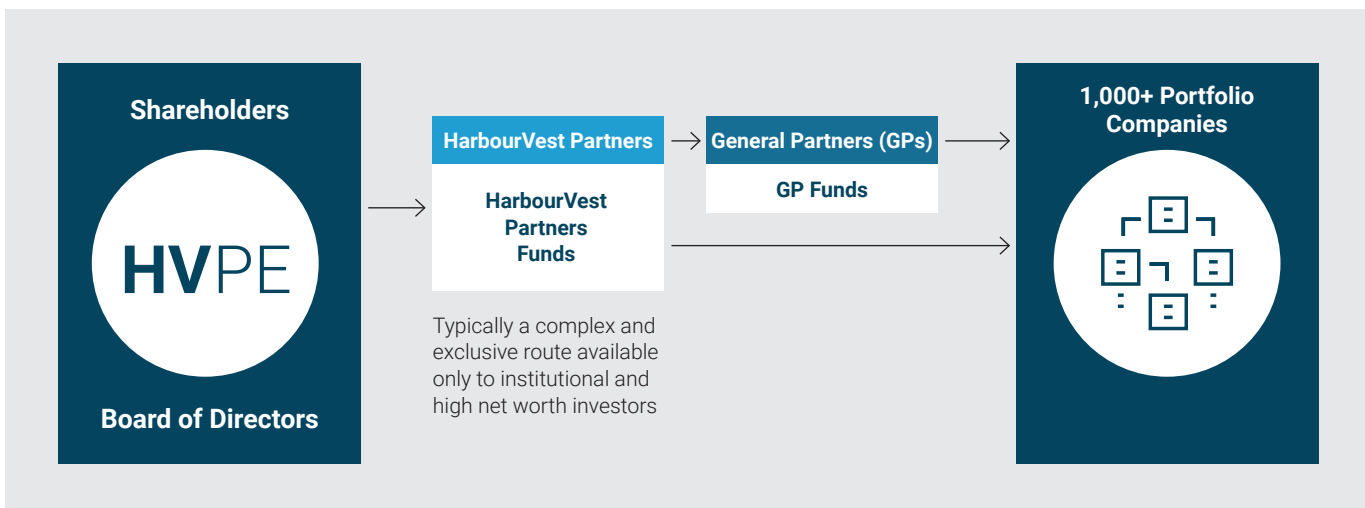 Shareholders
HVPE
Board of Directors
HarbourVest Partners
HarbourVest
Partners
Funds
Typically a complex and
exclusive route available
only to institutional and
high net worth investors
General Partners (GPs)
GP Funds
1,000+ Portfolio
Companies